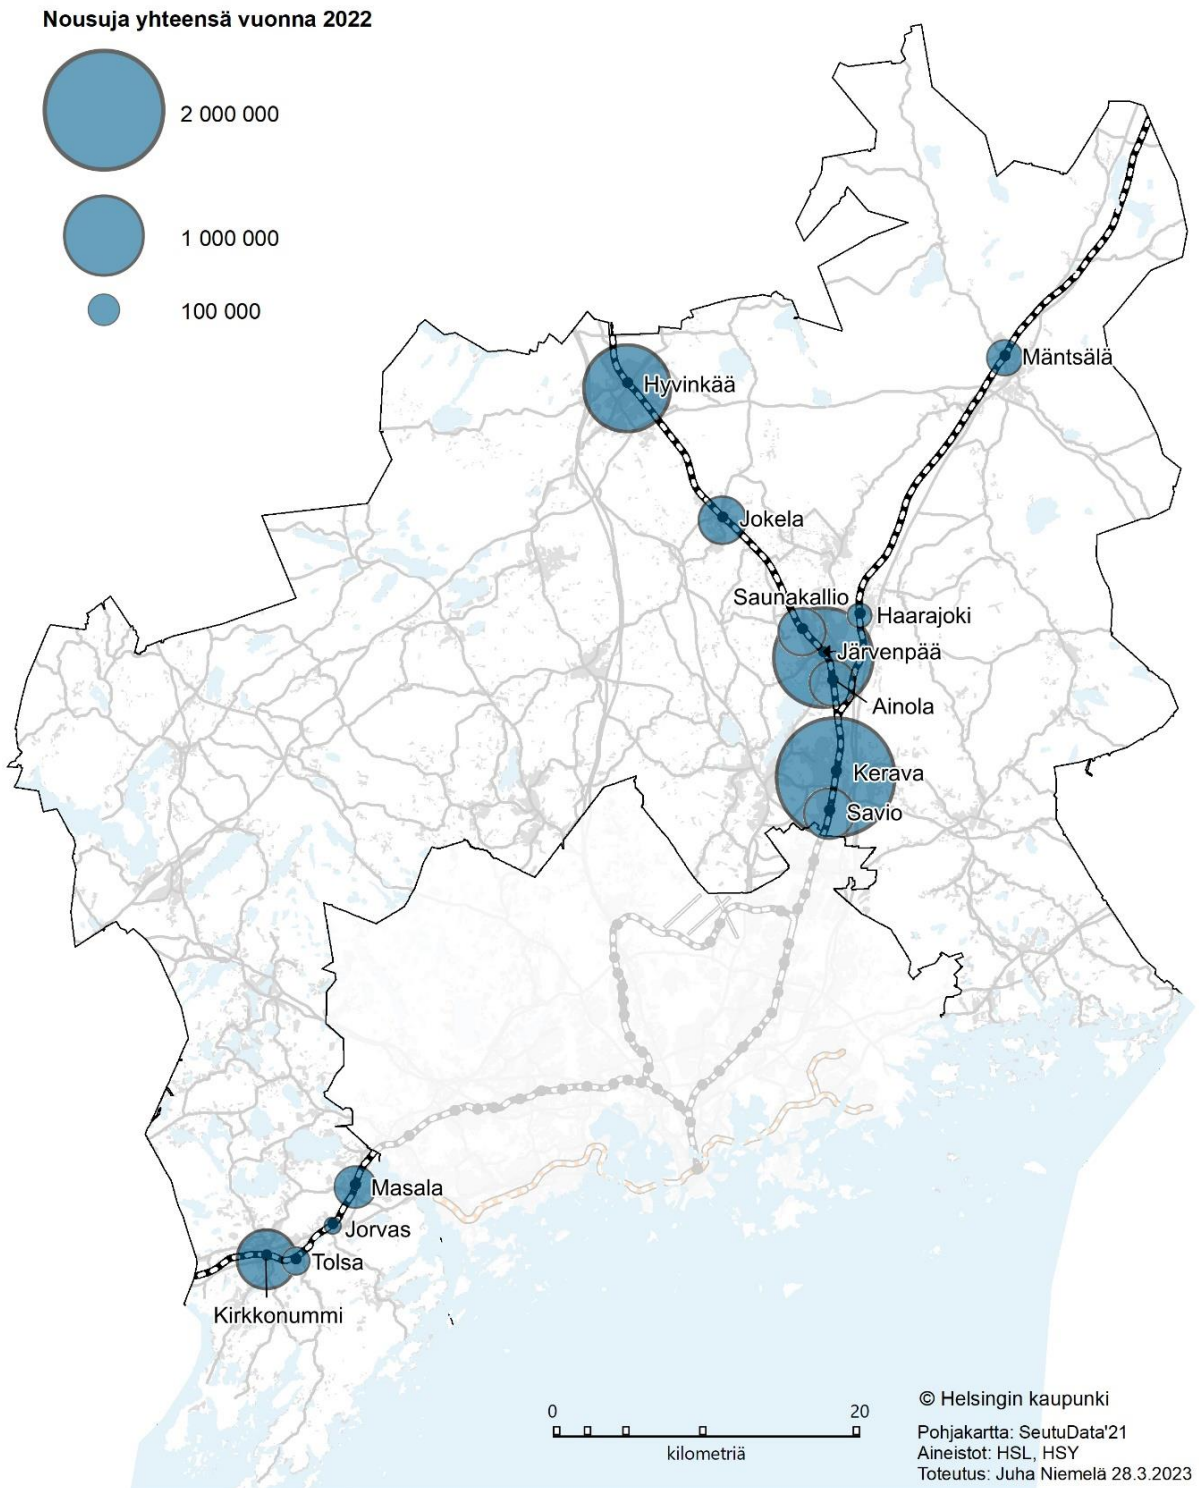 Nousuja yhteensä vuonna 2022
2 000 000
1 000 000
100 000
Mäntsälä
Hyvinkää
Jokela
Saunakallio
Haarajoki
Järvenpää
Ainola
Kerava
Savio
Masala
Jorvas
Tolsa
Kirkkonummi
0 20
kilometriä
© Helsingin kaupunki
Pohjakartta: SeutuData'21
Aineistot: HSL, HSY
Toteutus: Juha Niemelä 28.3.2023